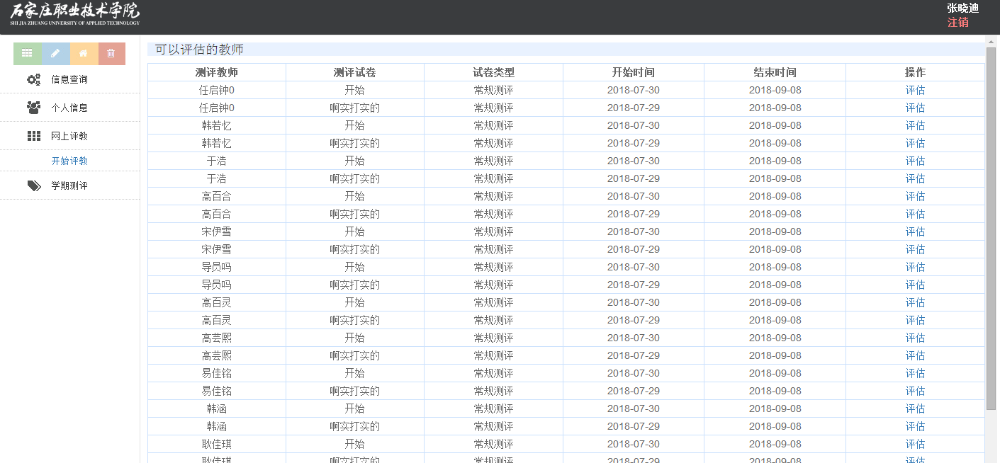 石家庄职业技术学院
SHI JIA ZHUANG UNIVERSITY OF APPLIED TECHNOLOGY
张晓迪
注销
信息查询
个人信息
网上评教
开始评教
学期测评
可以评估的教师
测评教师 测评试卷 试卷类型 开始时间 结束时间 操作
任启钟0 开始 常规测评 2018-07-30 2018-09-08 评估
任启钟0 啊实打实的 常规测评 2018-07-29 2018-09-08 评估
韩若忆 开始 常规测评 2018-07-30 2018-09-08 评估
韩若忆 啊实打实的 常规测评 2018-07-29 2018-09-08 评估
于浩 开始 常规测评 2018-07-30 2018-09-08 评估
于浩 啊实打实的 常规测评 2018-07-29 2018-09-08 评估
高百合 开始 常规测评 2018-07-30 2018-09-08 评估
高百合 啊实打实的 常规测评 2018-07-29 2018-09-08 评估
宋伊雪 开始 常规测评 2018-07-30 2018-09-08 评估
宋伊雪 啊实打实的 常规测评 2018-07-29 2018-09-08 评估
导员吗 开始 常规测评 2018-07-30 2018-09-08 评估
导员吗 啊实打实的 常规测评 2018-07-29 2018-09-08 评估
高百灵 开始 常规测评 2018-07-30 2018-09-08 评估
高百灵 啊实打实的 常规测评 2018-07-29 2018-09-08 评估
高芸熙 开始 常规测评 2018-07-30 2018-09-08 评估
高芸熙 啊实打实的 常规测评 2018-07-29 2018-09-08 评估
易佳铭 开始 常规测评 2018-07-30 2018-09-08 评估
易佳铭 啊实打实的 常规测评 2018-07-29 2018-09-08 评估
韩涵 开始 常规测评 2018-07-30 2018-09-08 评估
韩涵 啊实打实的 常规测评 2018-07-29 2018-09-08 评估
耿佳琪 开始 常规测评 2018-07-30 2018-09-08 评估
耿佳琪 啊实打实的 常规测评 2018-07-29 2018-09-08 评估